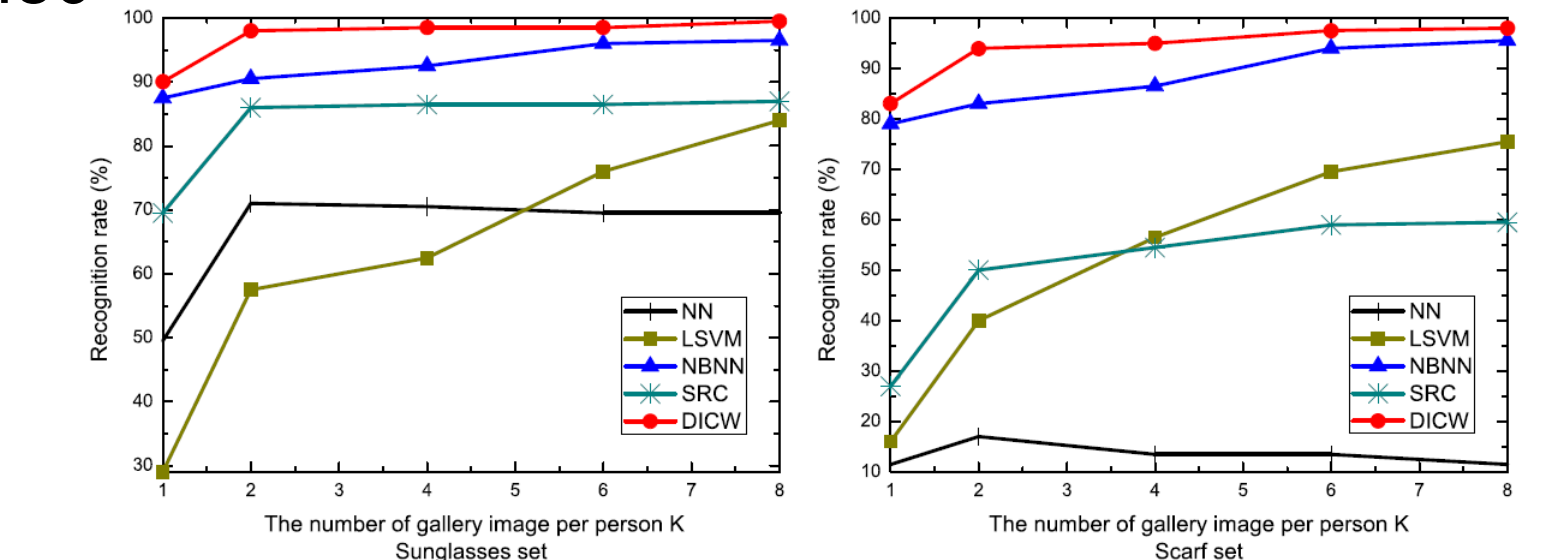 100
90
80
70
60
50
40
30
1 2 3 4 5 6 7 8
Recognition rate (%)
NN
LSVM
NBNN
SRC
DICW
The number of gallery image per person K
Sunglasses set
100
90
80
70
60
50
40
30
20
10
1 2 3 4 5 6 7 8
Recognition rate (%)
NN
LSVM
NBNN
SRC
DICW
The number of gallery image per person K
Scarf set